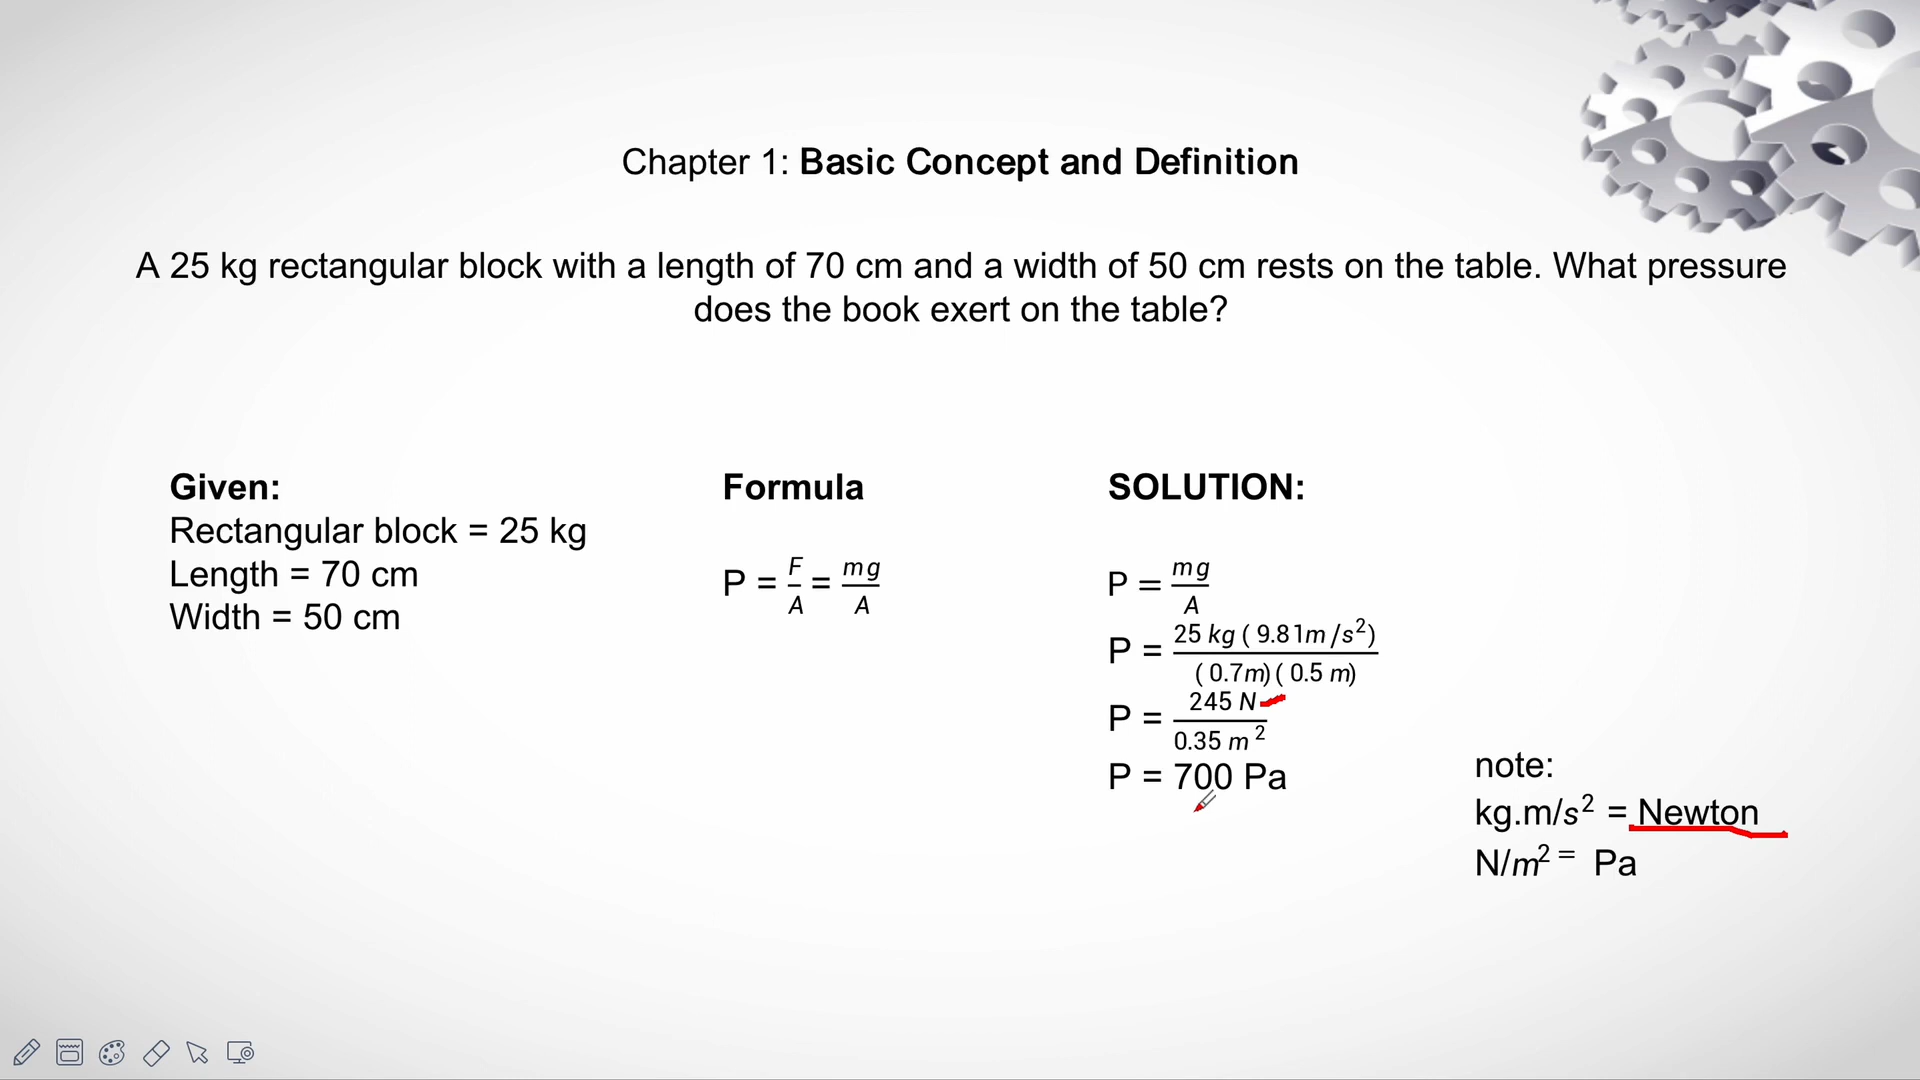 Chapter 1: Basic Concept and Definition
A 25 kg rectangular block with a length of 70 cm and a width of 50 cm rests on the table. What pressure
does the book exert on the table?
Given:
Rectangular block = 25 kg
Length = 70 cm
Width = 50 cm
Formula
P = F/A = mg/A
SOLUTION:
P = mg/A
P = 25 kg ( 9.81m/s²) / ( 0.7m) ( 0.5 m)
P = 245 N / 0.35 m²
P = 700 Pa
note:
kg.m/s² = Newton
N/m² = Pa